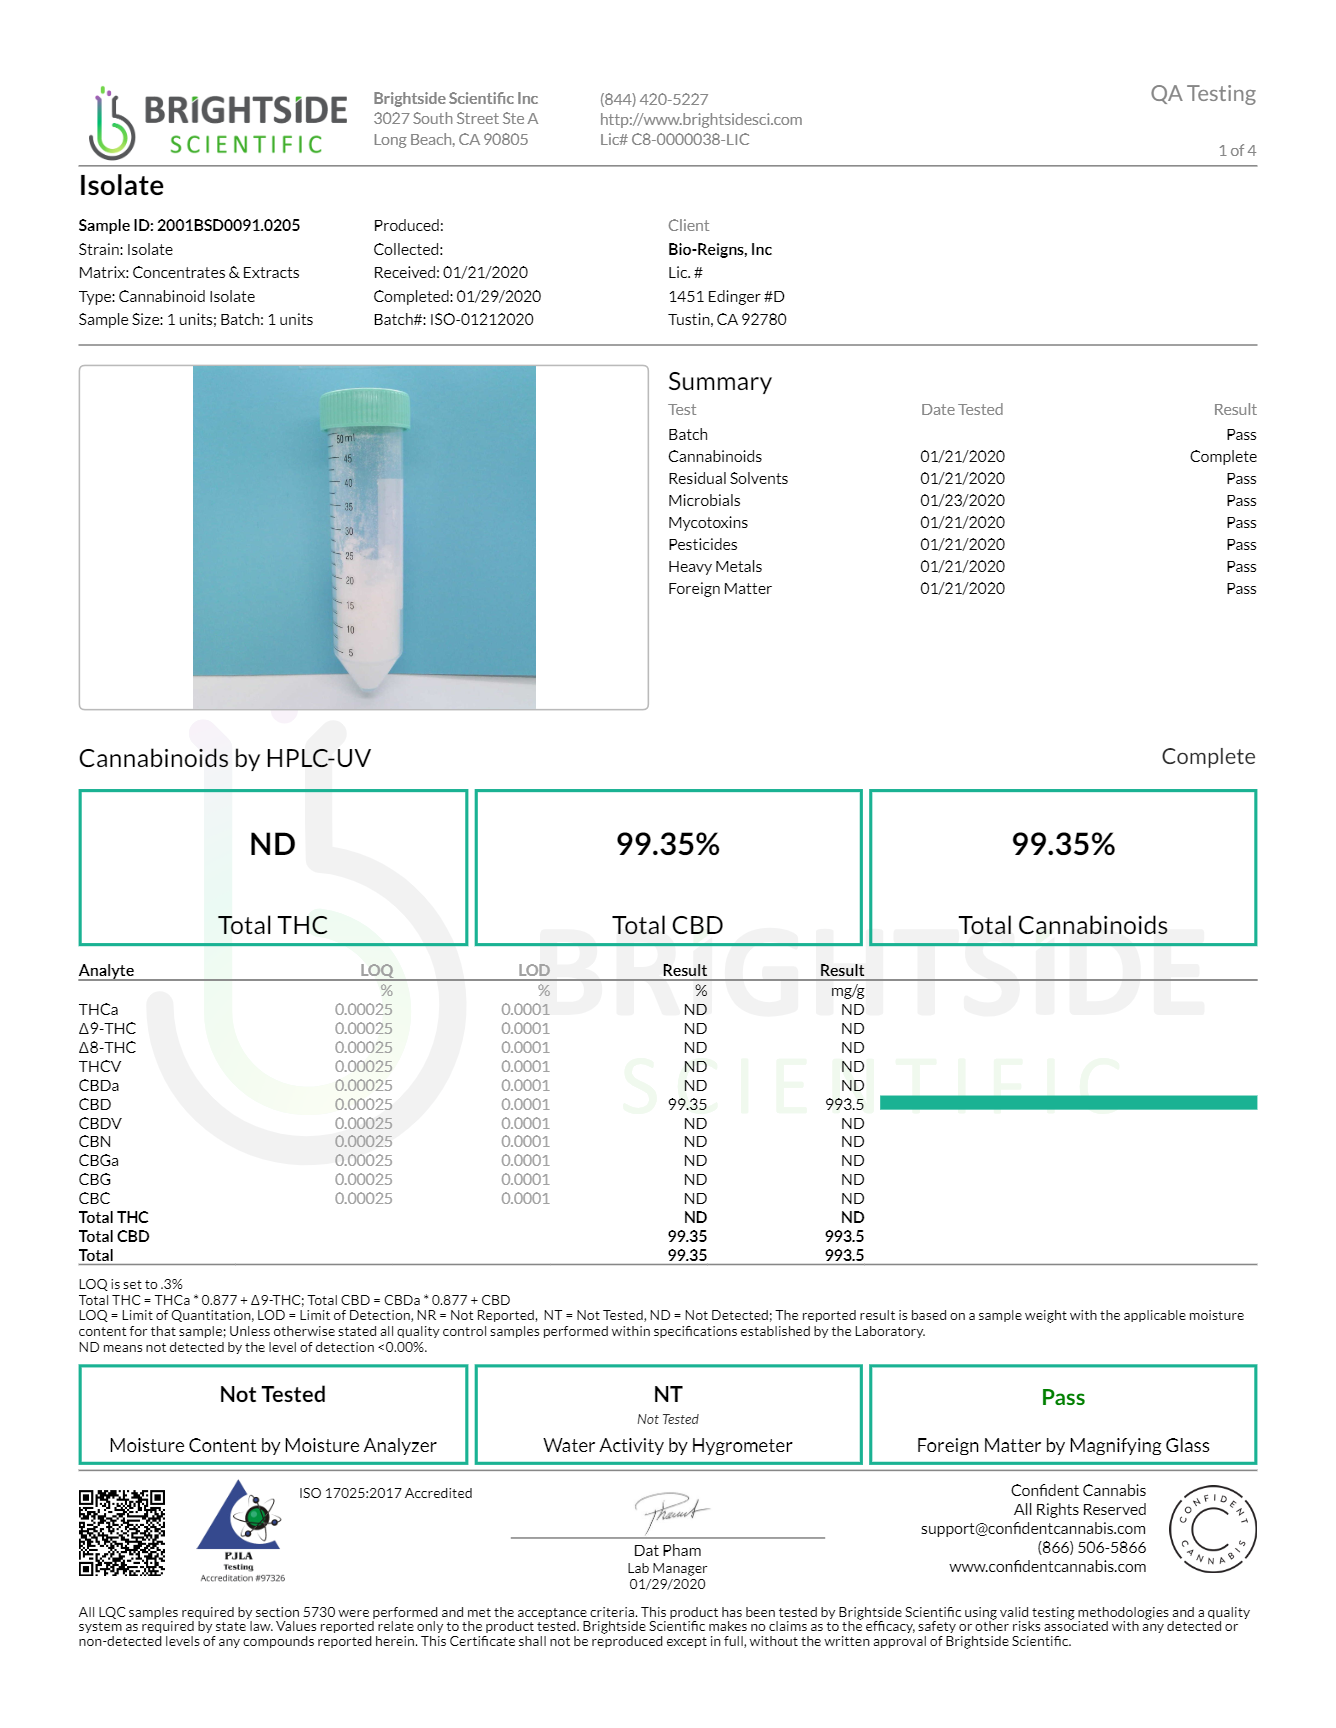 BRIGHTSIDE
SCIENTIFIC
Brightside Scientific Inc
3027 South Street Ste A
Long Beach, CA 90805
(844) 420-5227
http://www.brightsidesci.com
Lic# C8-0000038-LIC
QA Testing
1 of 4
Isolate
Sample ID: 2001BSD0091.0205
Strain: Isolate
Matrix: Concentrates & Extracts
Type: Cannabinoid Isolate
Sample Size: 1 units; Batch: 1 units
Produced:
Collected:
Received: 01/21/2020
Completed: 01/29/2020
Batch#: ISO-01212020
Client
Bio-Reigns, Inc
Lic. #
1451 Edinger #D
Tustin, CA 92780
50ml
45
40
35
30
25
20
15
10
5
Summary
Test Date Tested Result
Batch Pass
Cannabinoids 01/21/2020 Complete
Residual Solvents 01/21/2020 Pass
Microbials 01/23/2020 Pass
Mycotoxins 01/21/2020 Pass
Pesticides 01/21/2020 Pass
Heavy Metals 01/21/2020 Pass
Foreign Matter 01/21/2020 Pass
Cannabinoids by HPLC-UV
Complete
ND
Total THC
99.35%
Total CBD
99.35%
Total Cannabinoids
BRIGHTSIDE
SCIENTIFIC
Analyte LOQ LOD Result Result
% % % mg/g
THCa 0.00025 0.0001 ND ND
Δ9-THC 0.00025 0.0001 ND ND
Δ8-THC 0.00025 0.0001 ND ND
THCV 0.00025 0.0001 ND ND
CBDa 0.00025 0.0001 ND ND
CBD 0.00025 0.0001 99.35 993.5
CBDV 0.00025 0.0001 ND ND
CBN 0.00025 0.0001 ND ND
CBGa 0.00025 0.0001 ND ND
CBG 0.00025 0.0001 ND ND
CBC 0.00025 0.0001 ND ND
Total THC ND ND
Total CBD 99.35 993.5
Total 99.35 993.5
LOQ is set to .3%
Total THC = THCa * 0.877 + Δ9-THC; Total CBD = CBDa * 0.877 + CBD
LOQ = Limit of Quantitation, LOD = Limit of Detection, NR = Not Reported, NT = Not Tested, ND = Not Detected; The reported result is based on a sample weight with the applicable moisture
content for that sample; Unless otherwise stated all quality control samples performed within specifications established by the Laboratory.
ND means not detected by the level of detection <0.00%.
Not Tested
Moisture Content by Moisture Analyzer
NT
Not Tested
Water Activity by Hygrometer
Pass
Foreign Matter by Magnifying Glass
PJLA
Testing
Accreditation #97326
ISO 17025:2017 Accredited
Dat Pham
Lab Manager
01/29/2020
Confident Cannabis
All Rights Reserved
support@confidentcannabis.com
(866) 506-5866
www.confidentcannabis.com
CONFIDENT
CANNABIS
All LQC samples required by section 5730 were performed and met the acceptance criteria. This product has been tested by Brightside Scientific using valid testing methodologies and a quality
system as required by state law. Values reported relate only to the product tested. Brightside Scientific makes no claims as to the efficacy, safety or other risks associated with any detected or
non-detected levels of any compounds reported herein. This Certificate shall not be reproduced except in full, without the written approval of Brightside Scientific.